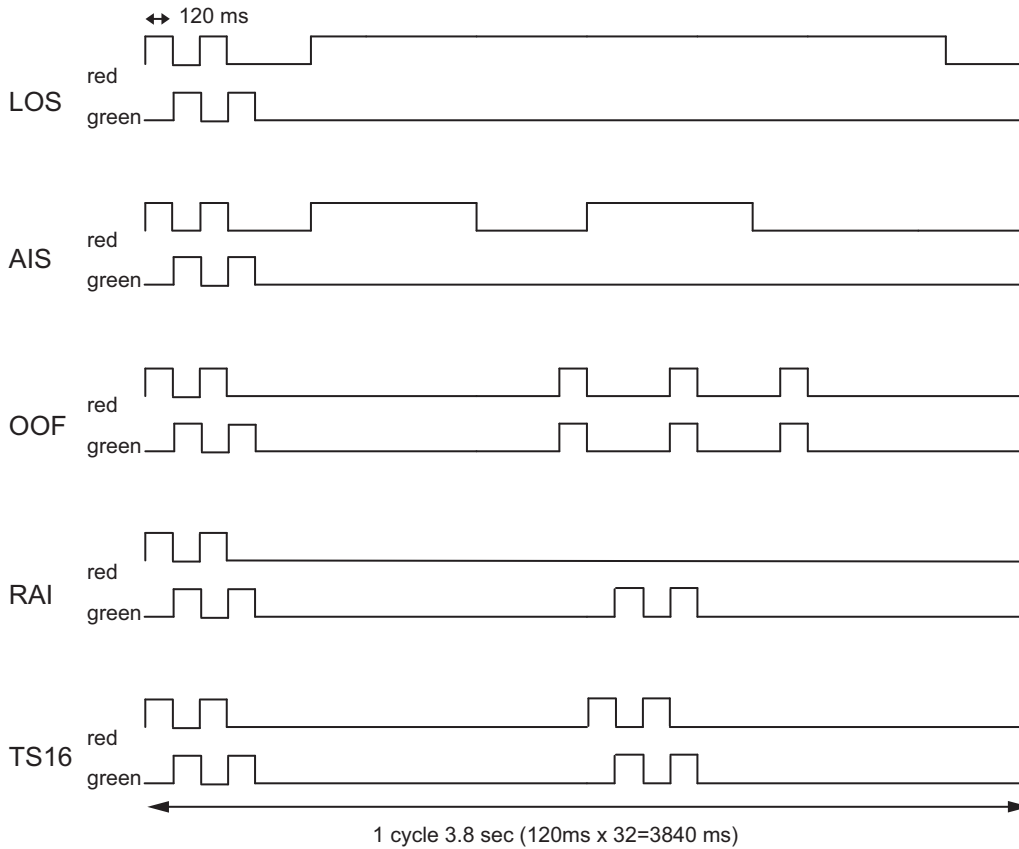 120 ms
red
LOS
green
red
AIS
green
red
OOF
green
red
RAI
green
red
TS16
green
1 cycle 3.8 sec (120ms x 32=3840 ms)